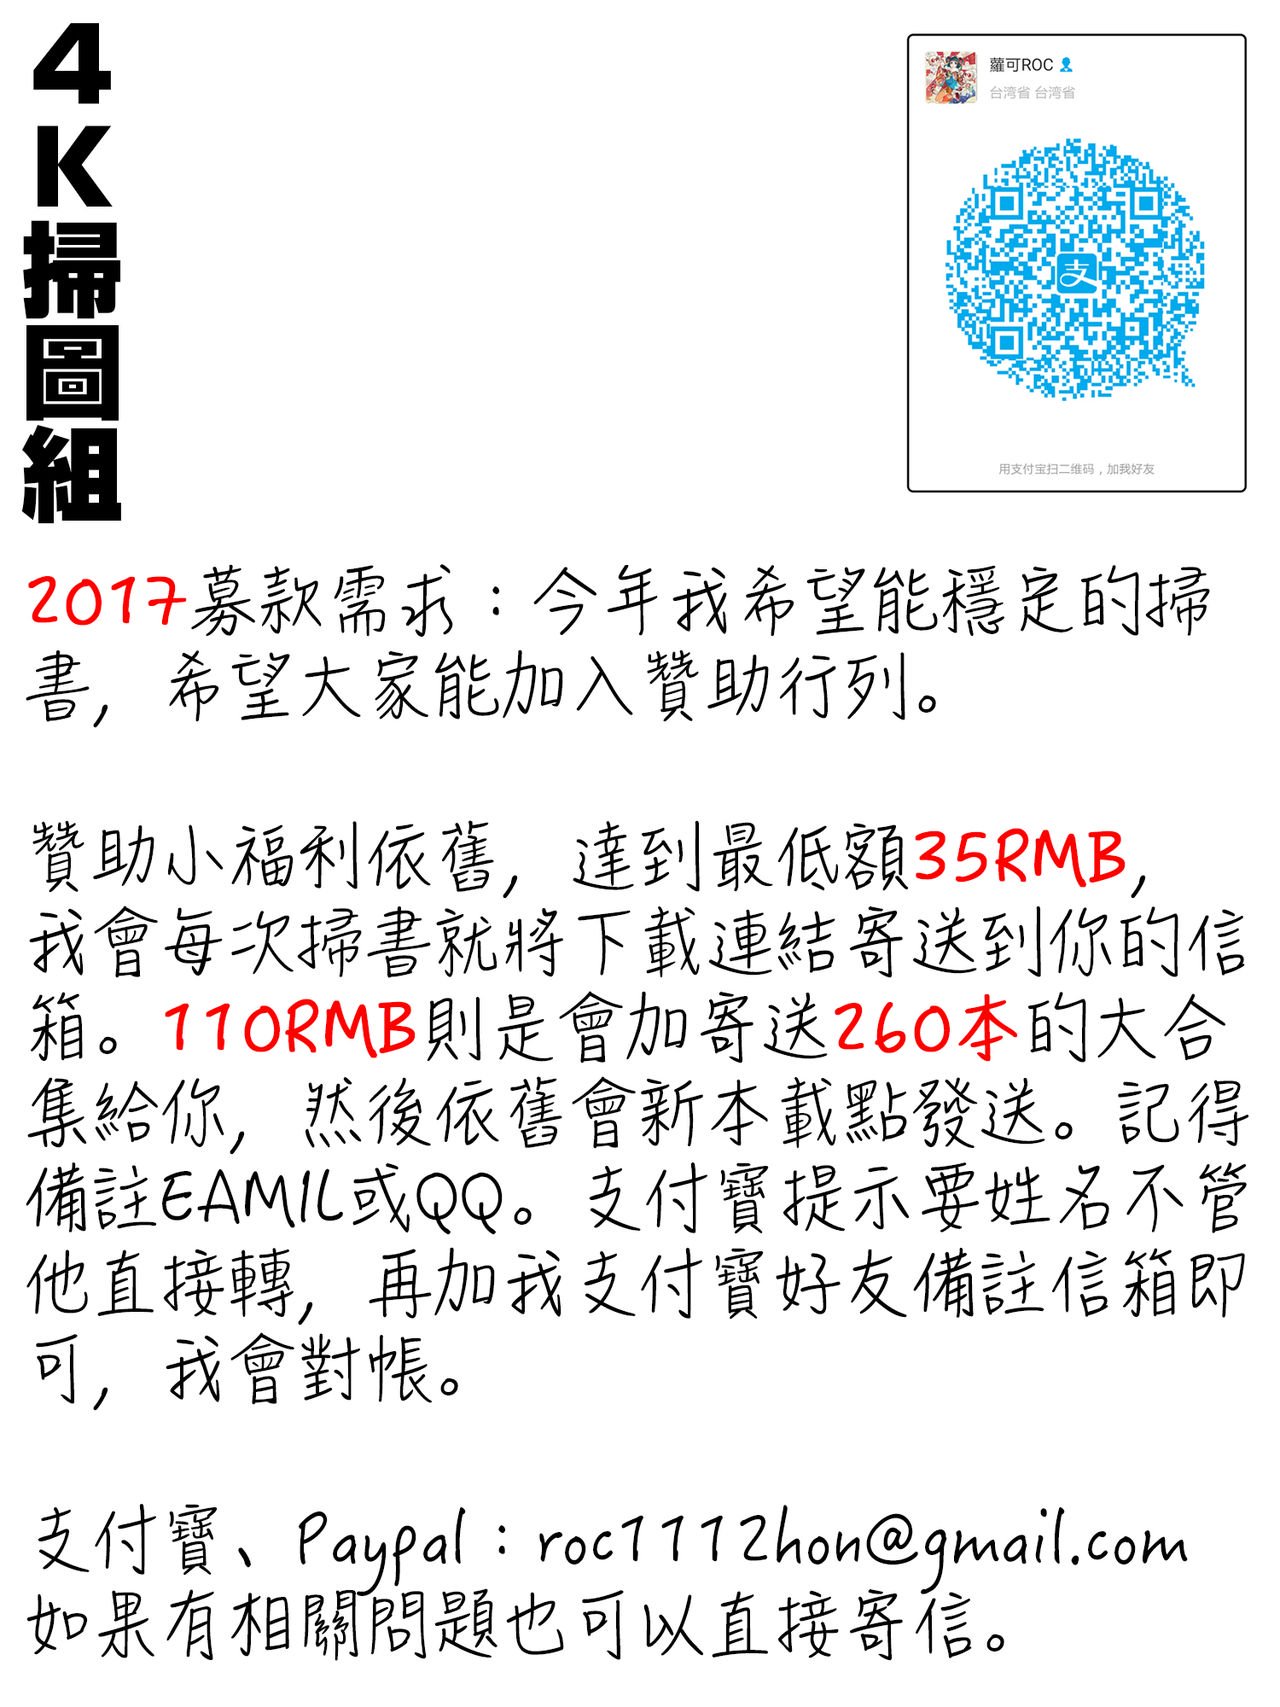 4K掃圖組
蘿可ROC
台湾省 台湾省
支
用支付宝扫二维码，加我好友
2017募款需求：今年我希望能穩定的掃
書，希望大家能加入贊助行列。
贊助小福利依舊，達到最低額35RMB，
我會每次掃書就將下載連結寄送到你的信
箱。110RMB則是會加寄送260本的大合
集給你，然後依舊會新本載點發送。記得
備註EAMIL或QQ。支付寶提示要姓名不管
他直接轉，再加我支付寶好友備註信箱即
可，我會對帳。
支付寶、Paypal：roc1112hon@gmail.com
如果有相關問題也可以直接寄信。